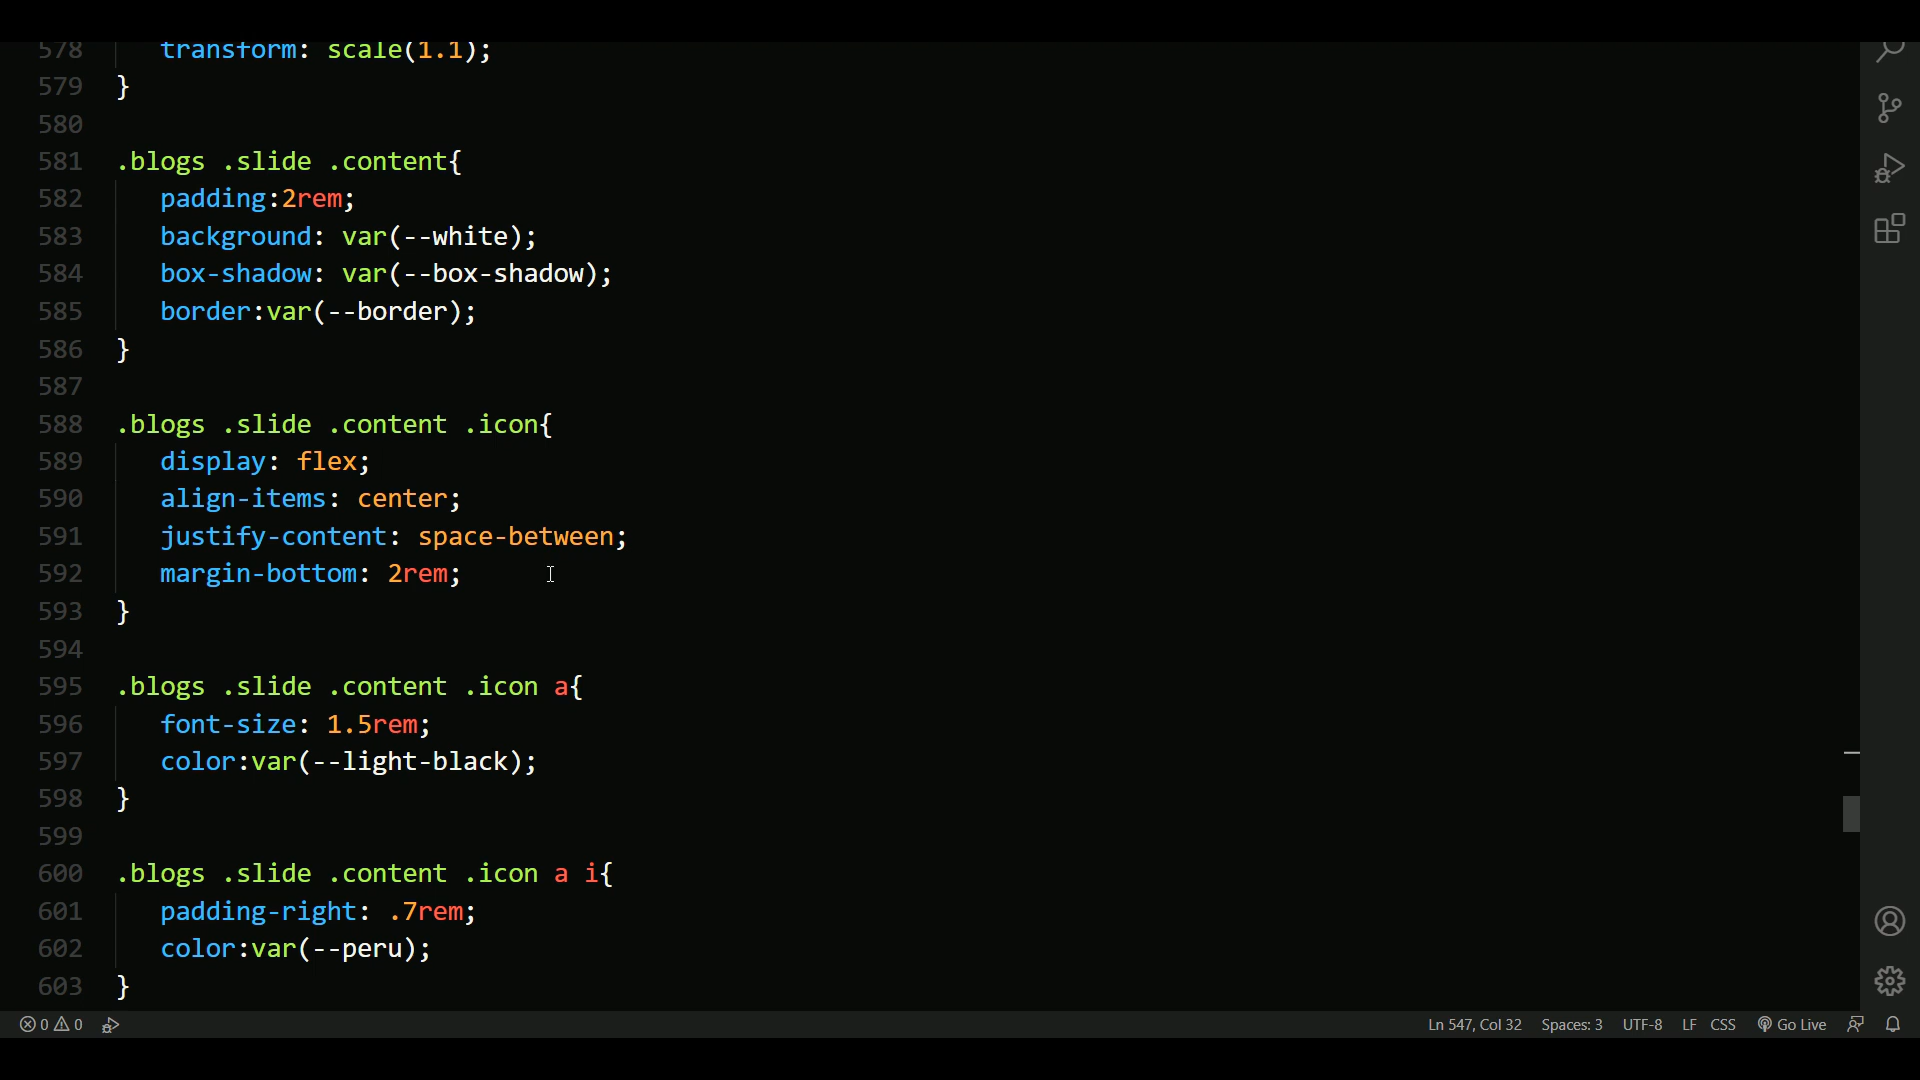 578 transform: scale(1.1);
579 }
580
581 .blogs .slide .content{
582 padding:2rem;
583 background: var(--white);
584 box-shadow: var(--box-shadow);
585 border:var(--border);
586 }
587
588 .blogs .slide .content .icon{
589 display: flex;
590 align-items: center;
591 justify-content: space-between;
592 margin-bottom: 2rem;
593 }
594
595 .blogs .slide .content .icon a{
596 font-size: 1.5rem;
597 color:var(--light-black);
598 }
599
600 .blogs .slide .content .icon a i{
601 padding-right: .7rem;
602 color:var(--peru);
603 }
0 0 Ln 547, Col 32 Spaces: 3 UTF-8 LF CSS Go Live